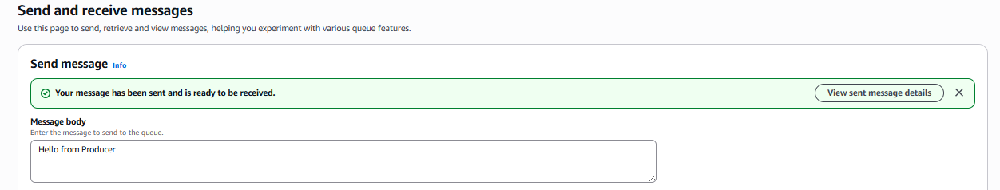 Send and receive messages
Use this page to send, retrieve and view messages, helping you experiment with various queue features.
Send message Info
Your message has been sent and is ready to be received. View sent message details
Message body
Enter the message to send to the queue.
Hello from Producer